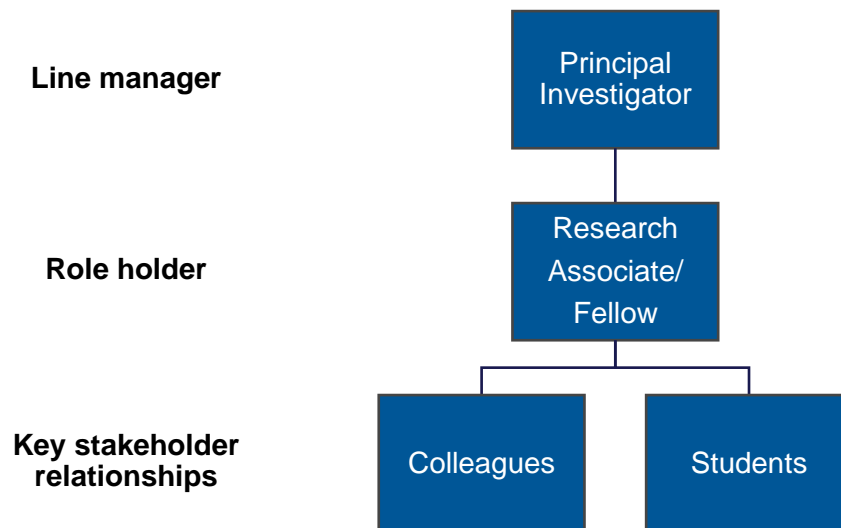 Line manager
Principal
Investigator
Role holder
Research
Associate/
Fellow
Key stakeholder
relationships
Colleagues
Students